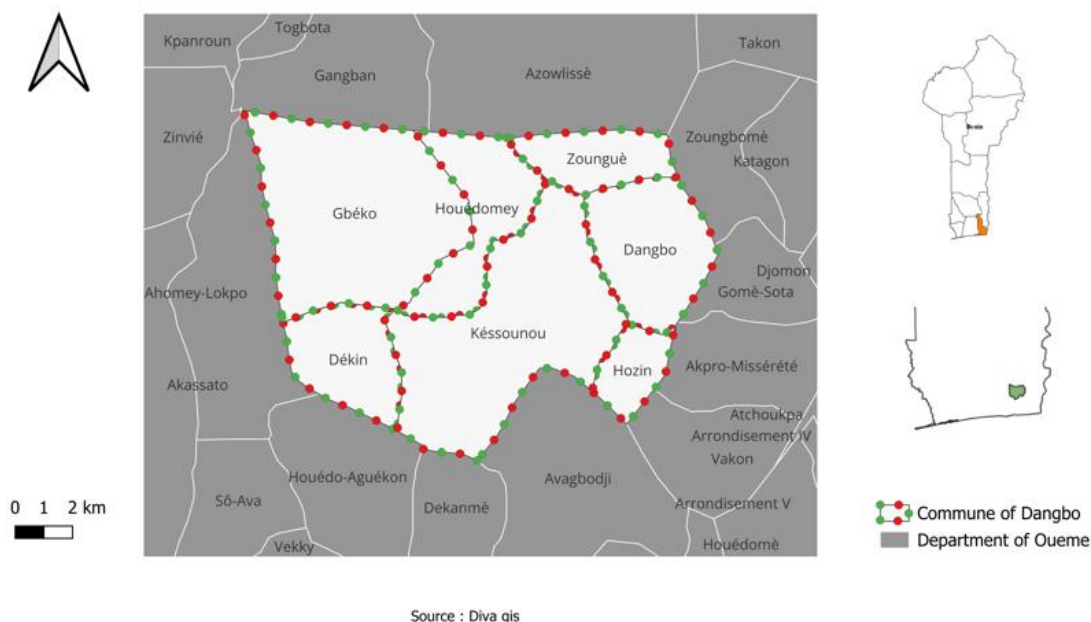 Kpanroun
Togbota
Takon
Gangban
Azowlissè
Zinvié
Zoungbomè
Katagon
Zounguè
Gbéko
Houédomey
Dangbo
Djomon
Gomè-Sota
Ahomey-Lokpo
Késsounou
Dékin
Hozin
Akpro-Missérété
Akassato
Atchoukpa
Arrondisement IV
Vakon
Houédo-Aguékon
Avagbodji
Sô-Ava
Dekanmè
Arrondisement V
Vekky
Houédomè
0 1 2 km
Commune of Dangbo
Department of Oueme
Source : Diva gis